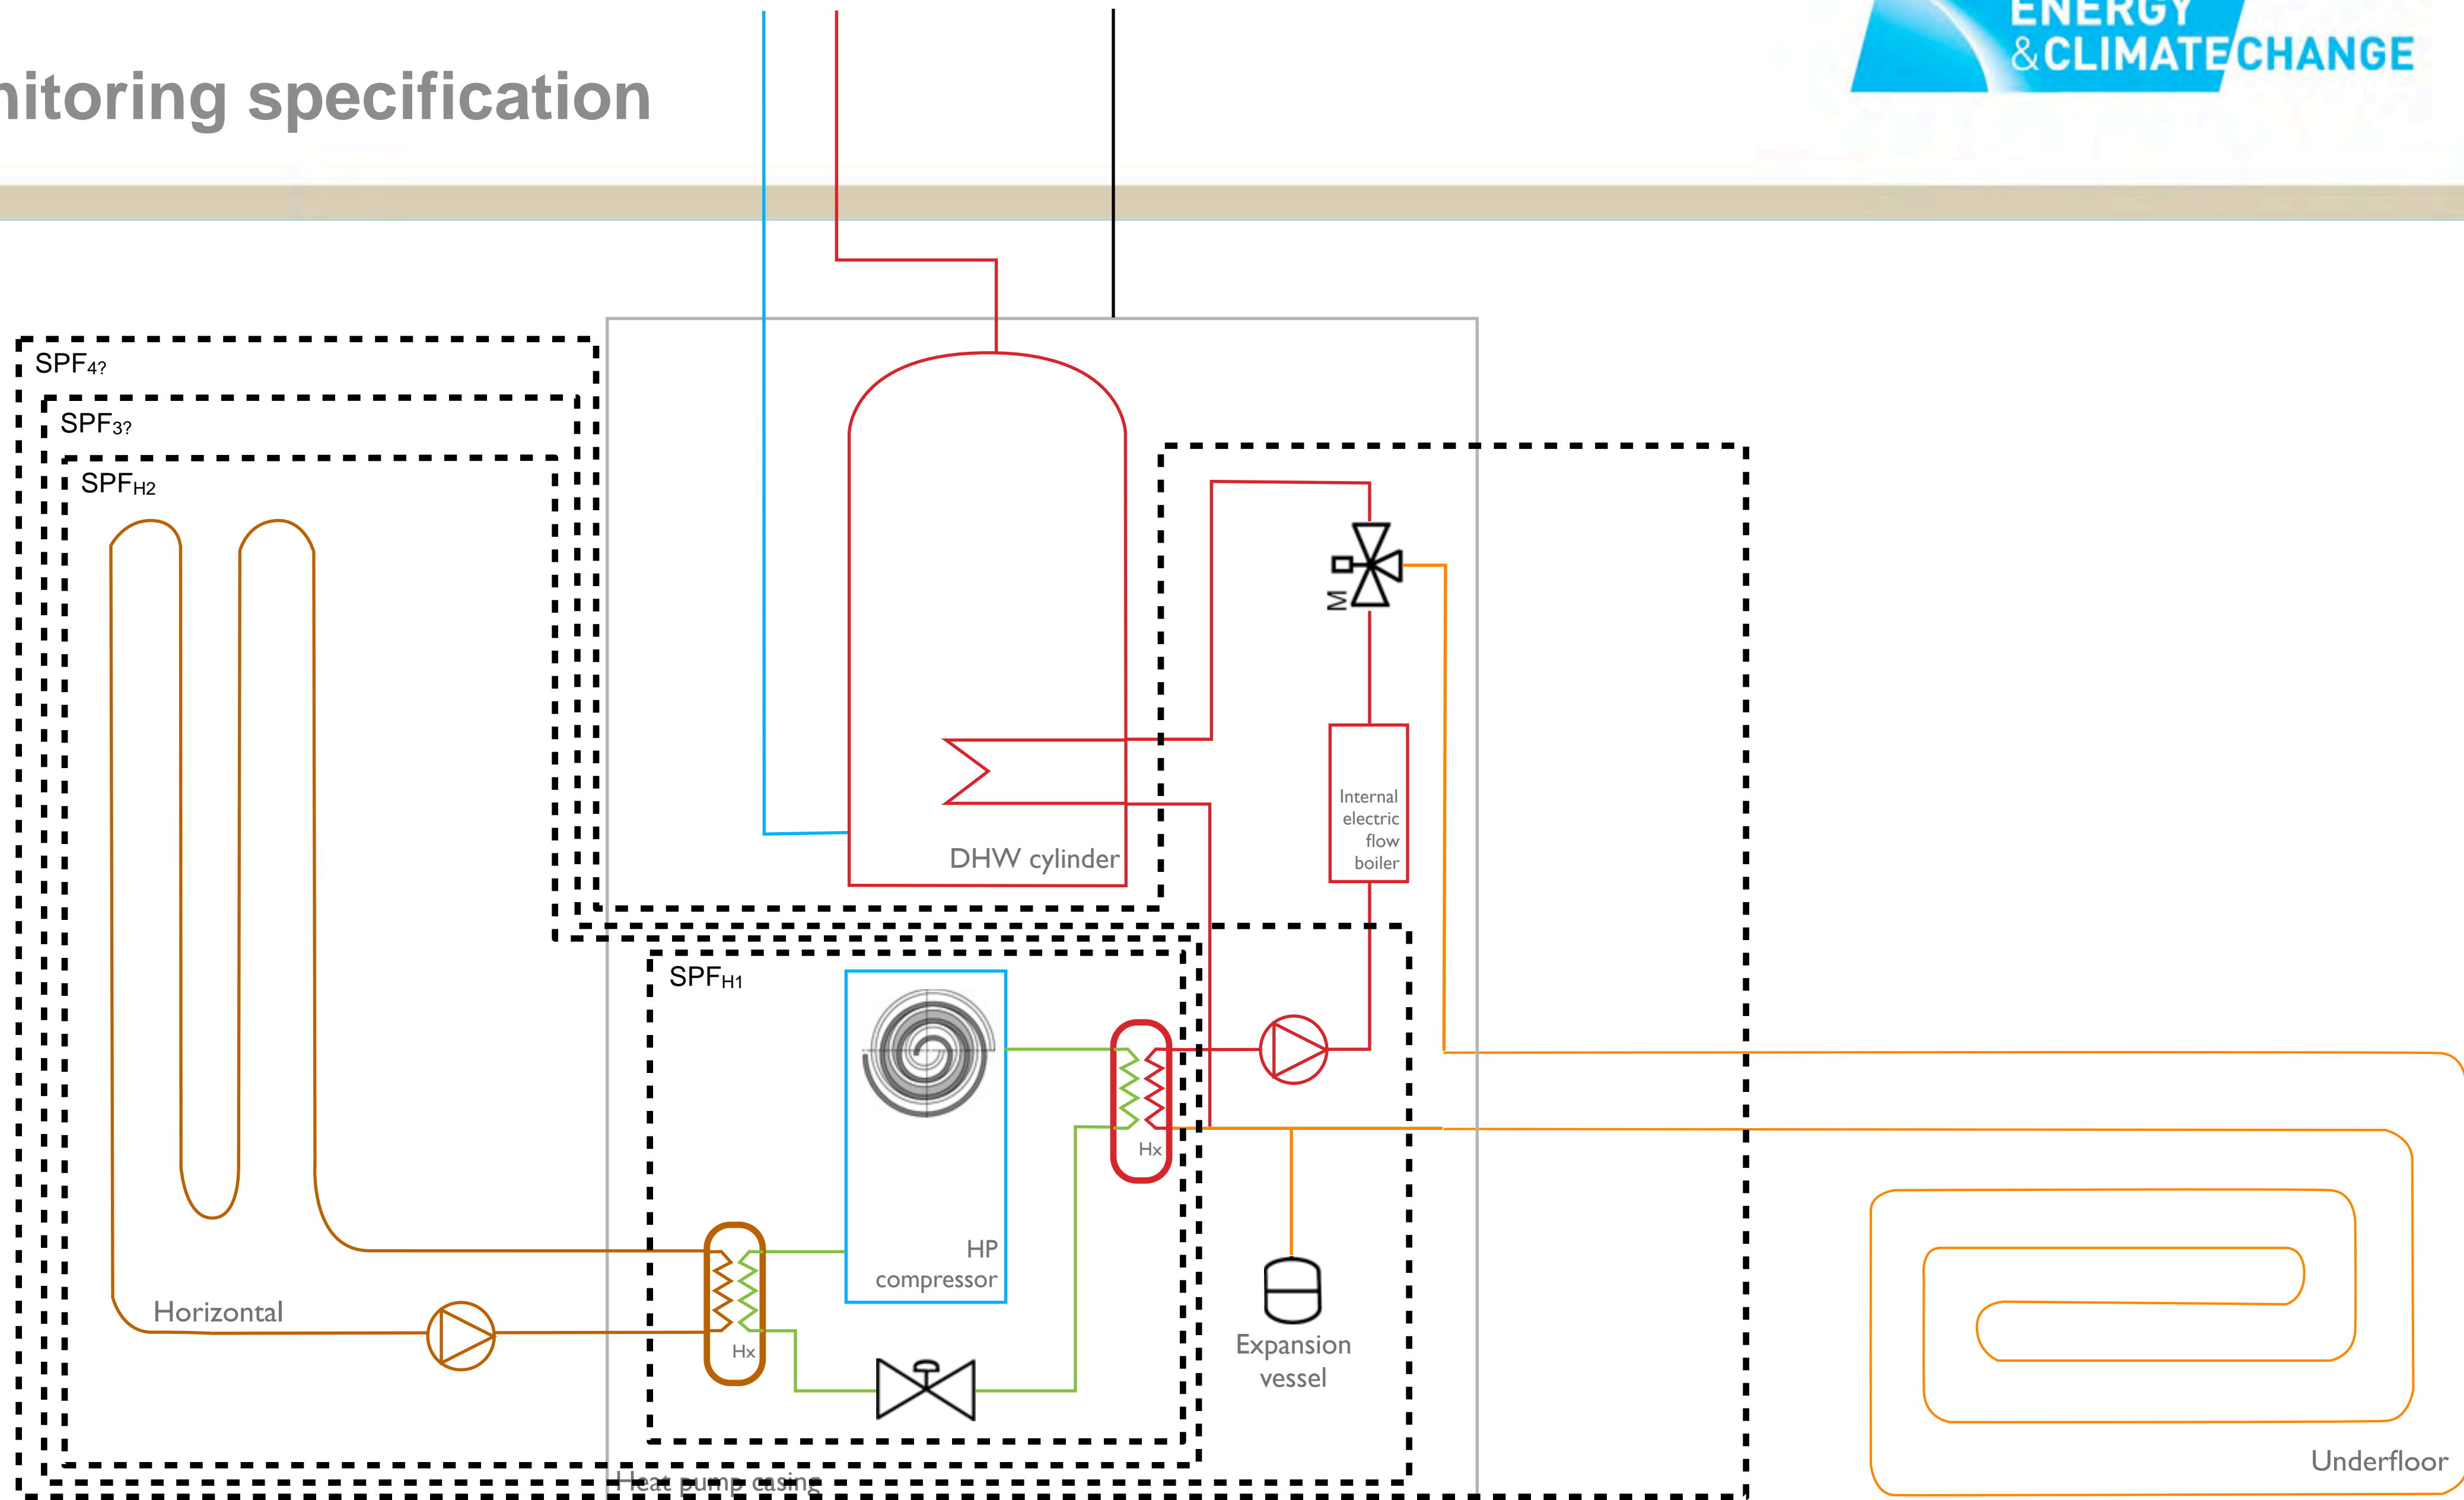 ENERGY
& CLIMATE CHANGE
nitoring specification
SPF4?
SPF3?
SPFH2
M
Internal
electric
flow
boiler
DHW cylinder
SPFH1
Hx
HP
compressor
Horizontal
Hx
Expansion
vessel
Underfloor
Heat pump casing